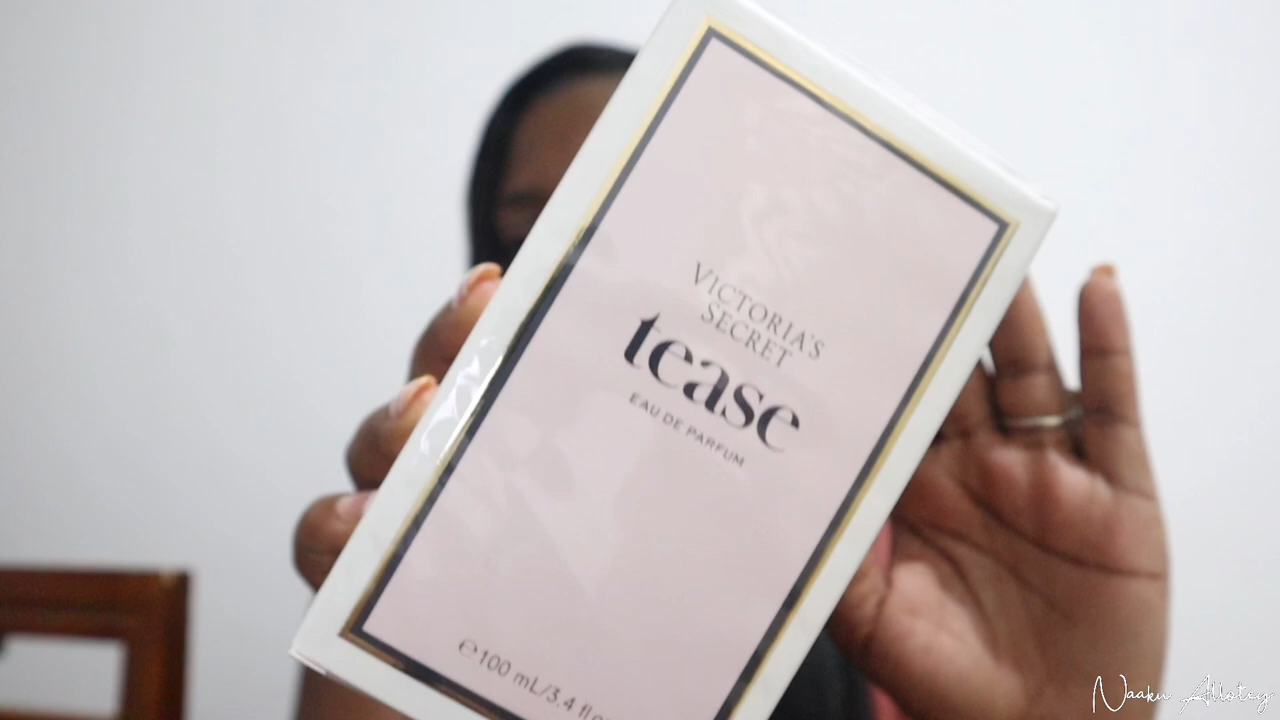 VICTORIA'S
SECRET
tease
EAU DE PARFUM
℮100 mL/3.4 fl
Naaku Allotey